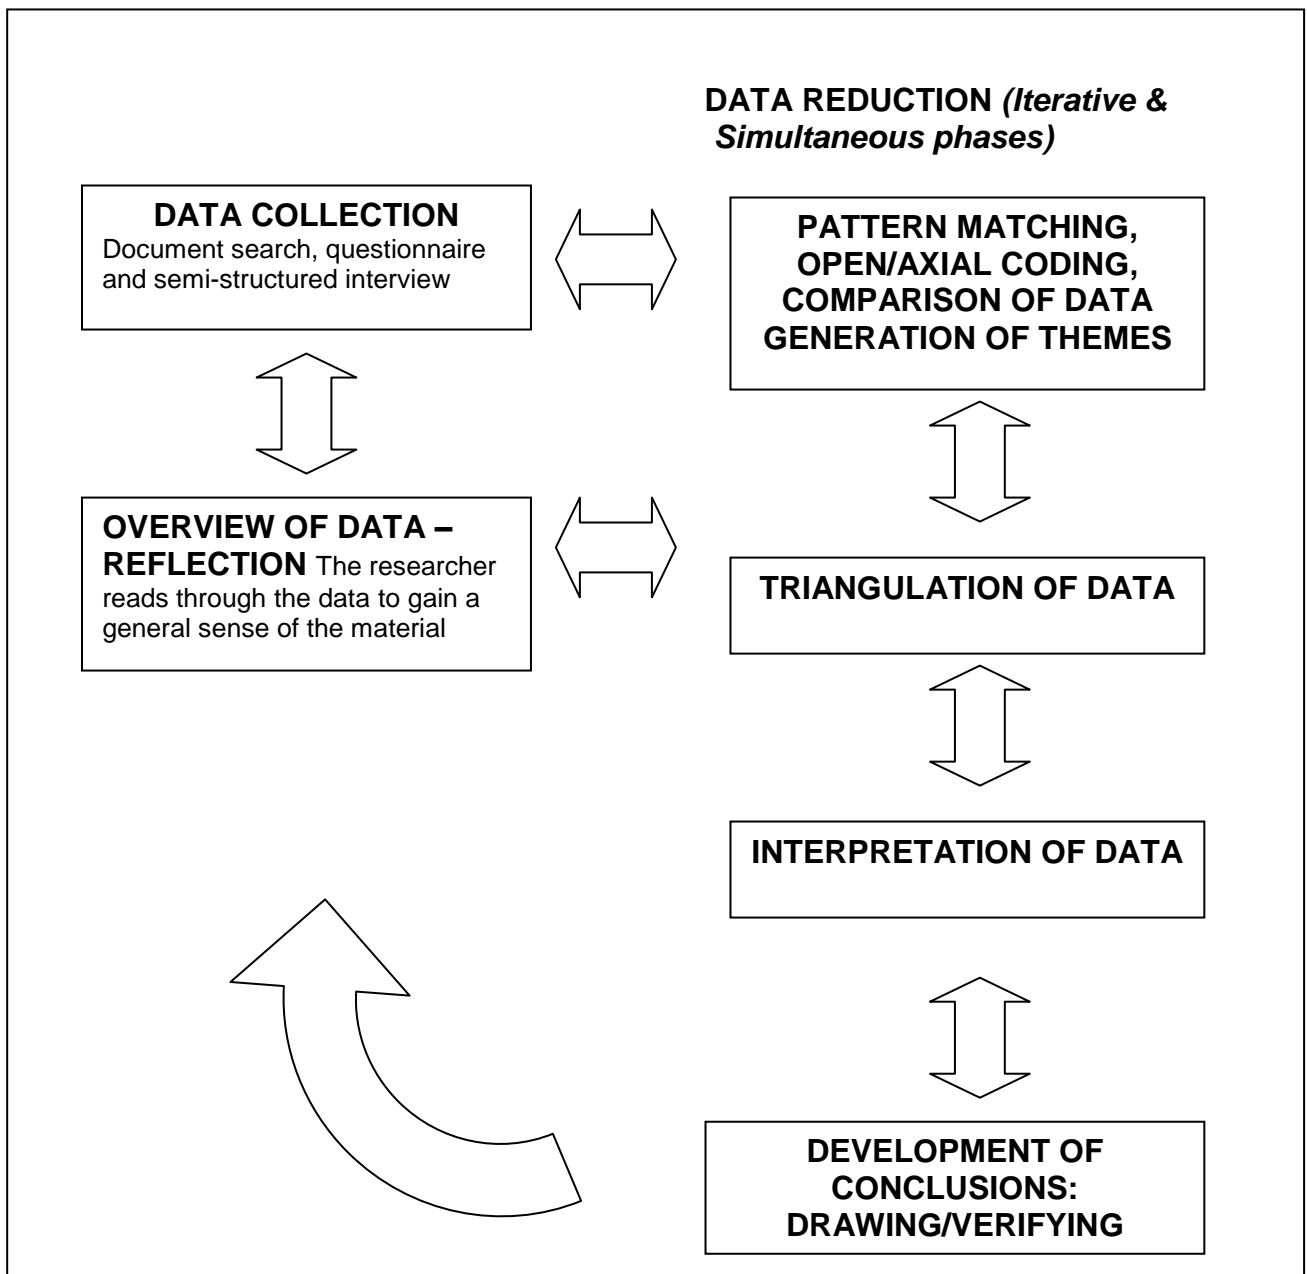 DATA REDUCTION (Iterative &
Simultaneous phases)
DATA COLLECTION
Document search, questionnaire
and semi-structured interview
PATTERN MATCHING,
OPEN/AXIAL CODING,
COMPARISON OF DATA
GENERATION OF THEMES
OVERVIEW OF DATA –
REFLECTION The researcher
reads through the data to gain a
general sense of the material
TRIANGULATION OF DATA
INTERPRETATION OF DATA
DEVELOPMENT OF
CONCLUSIONS:
DRAWING/VERIFYING